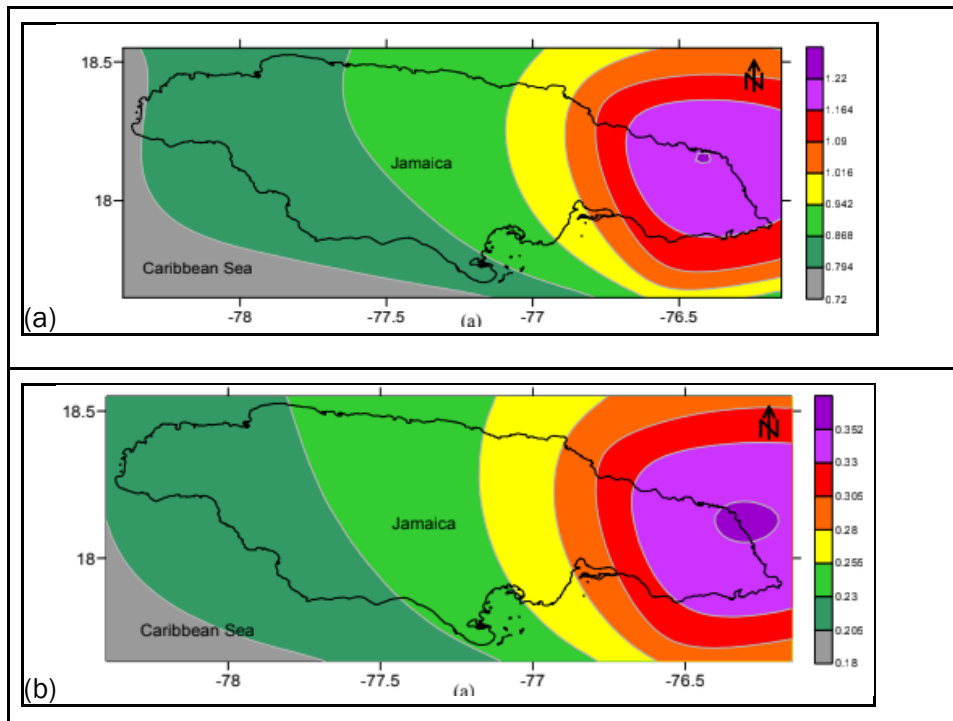 18.5
18
Jamaica
Caribbean Sea
N
1.22
1.164
1.09
1.016
0.942
0.868
0.794
0.72
-78
-77.5
-77
-76.5
(a)
(a)
18.5
18
Jamaica
Caribbean Sea
N
0.352
0.33
0.305
0.28
0.255
0.23
0.205
0.18
-78
-77.5
-77
-76.5
(a)
(b)